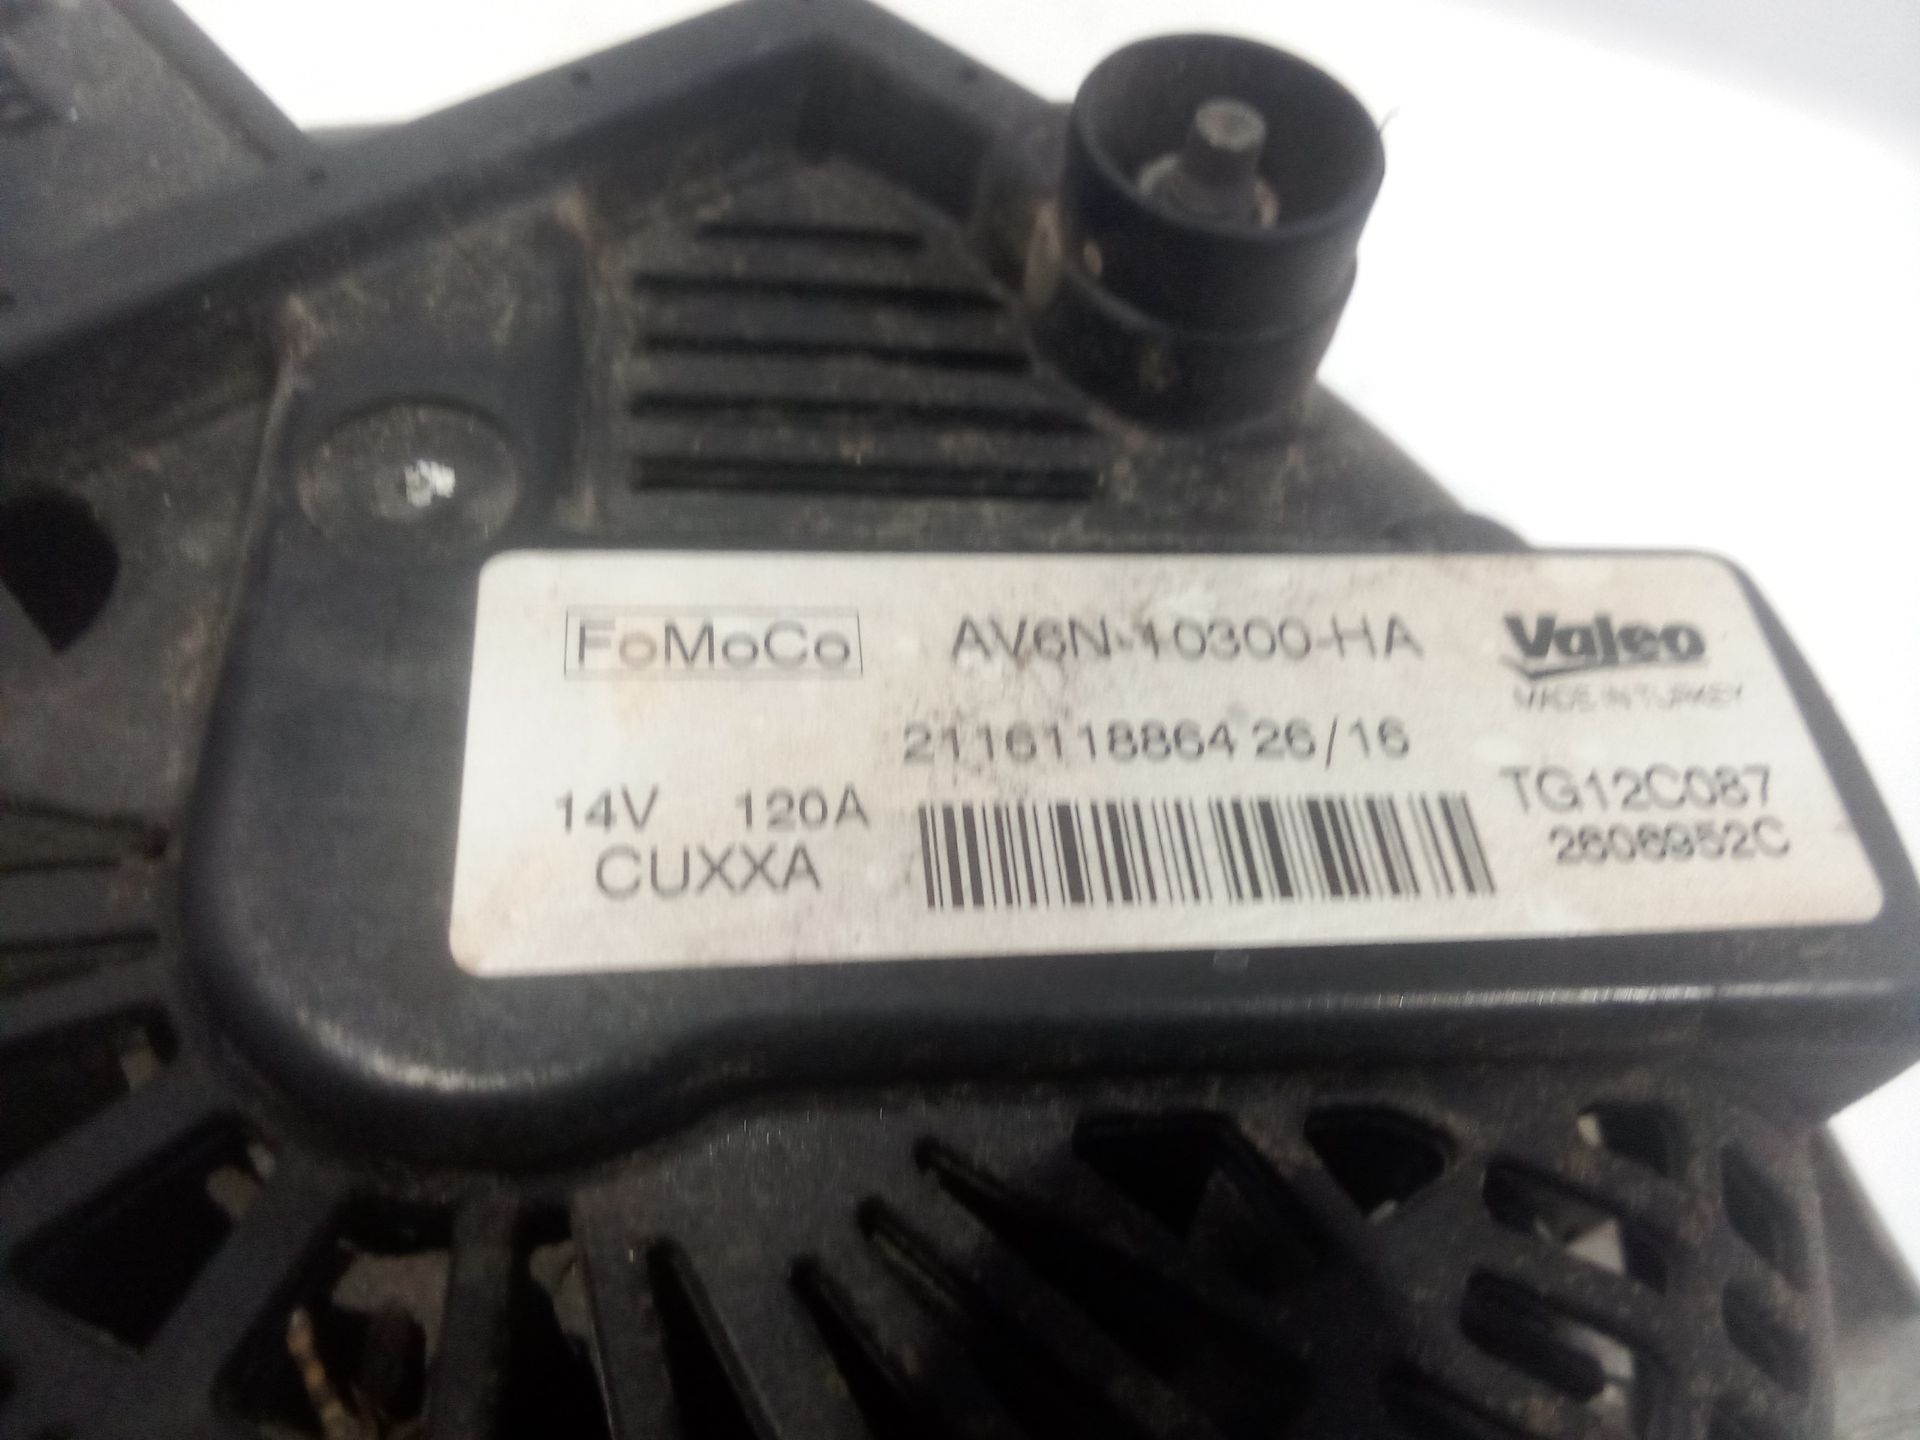 FoMoCo AV6N-10300-HA Valeo
MADE IN TURKEY
2116118864 26/16
14V 120A TG12C087
CUXXA 2606952C